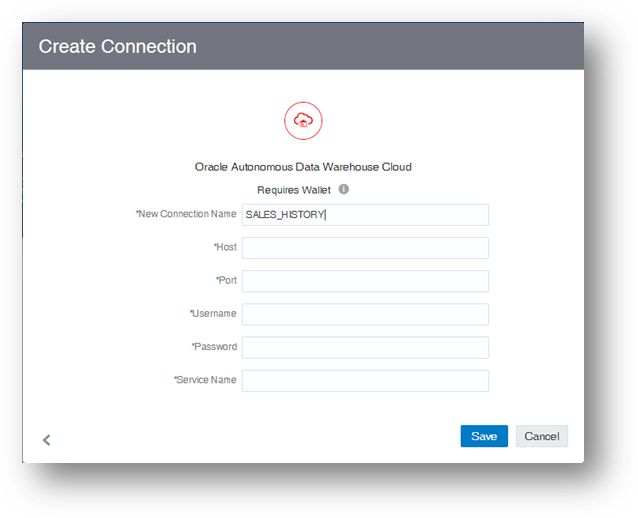 Create Connection
Oracle Autonomous Data Warehouse Cloud
Requires Wallet i
*New Connection Name SALES_HISTORY
*Host
*Port
*Username
*Password
*Service Name
Save Cancel